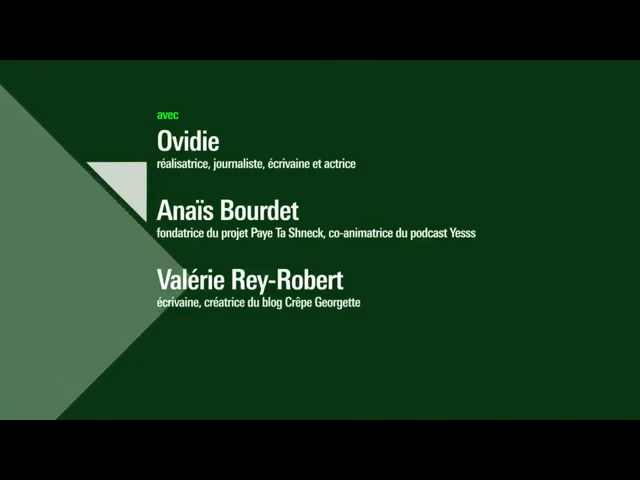 avec
Ovidie
réalisatrice, journaliste, écrivaine et actrice
Anaïs Bourdet
fondatrice du projet Paye Ta Shneck, co-animatrice du podcast Yesss
Valérie Rey-Robert
écrivaine, créatrice du blog Crêpe Georgette